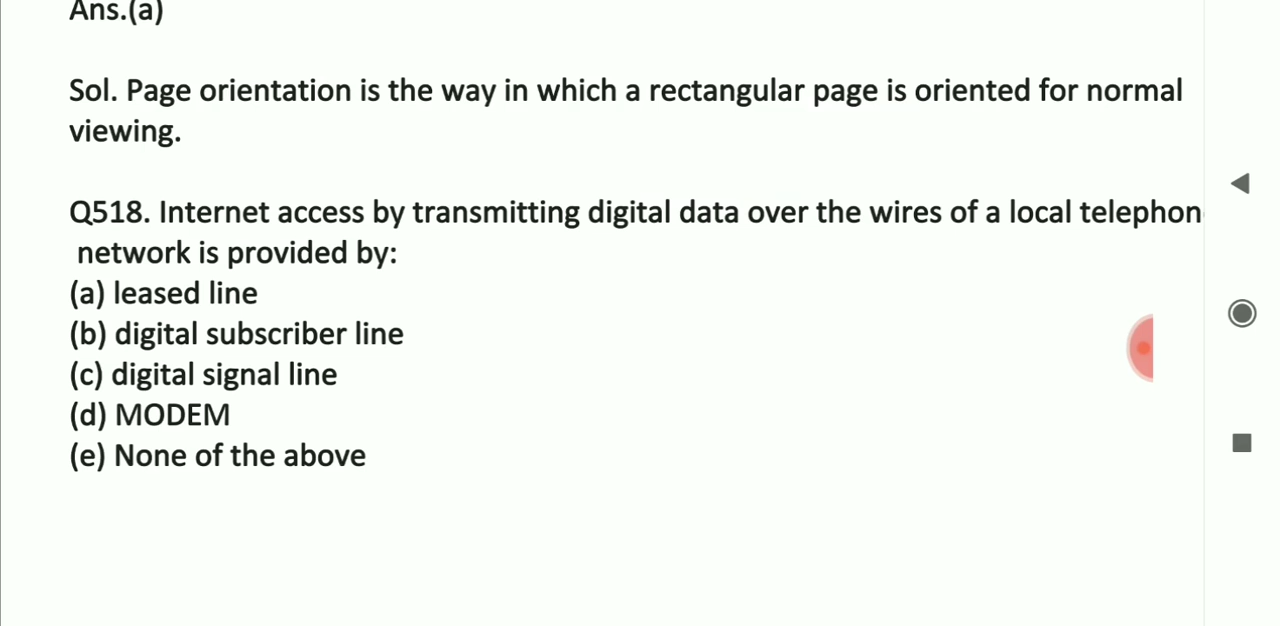 Ans.(a)
Sol. Page orientation is the way in which a rectangular page is oriented for normal
viewing.
Q518. Internet access by transmitting digital data over the wires of a local telephon
network is provided by:
(a) leased line
(b) digital subscriber line
(c) digital signal line
(d) MODEM
(e) None of the above